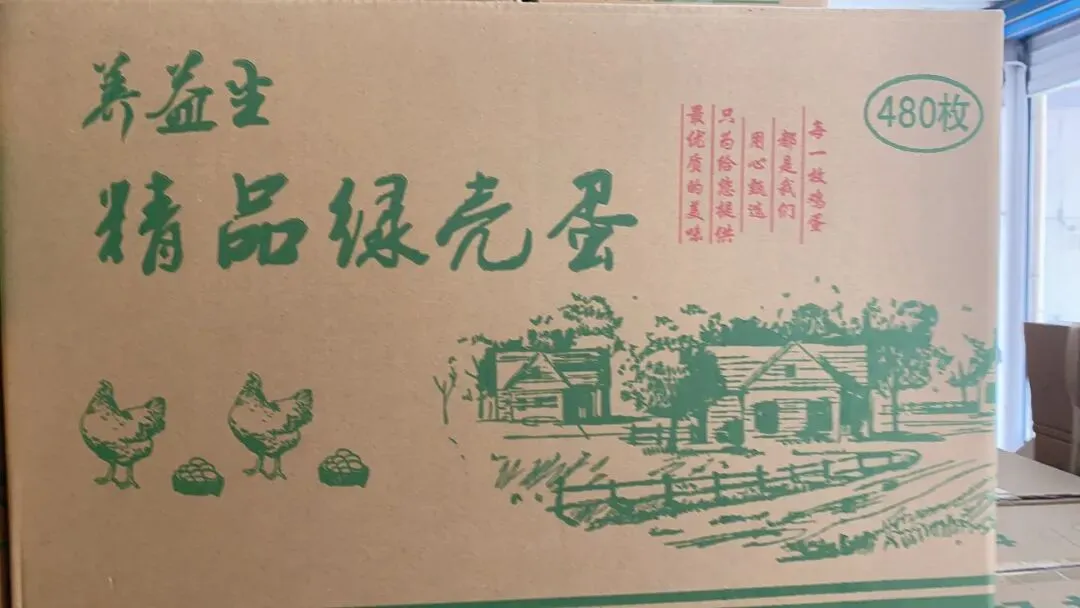 养益生
精品绿壳蛋
480枚
每一枚鸡蛋
都是我们
用心甄选
只为给您提供
最优质的美味